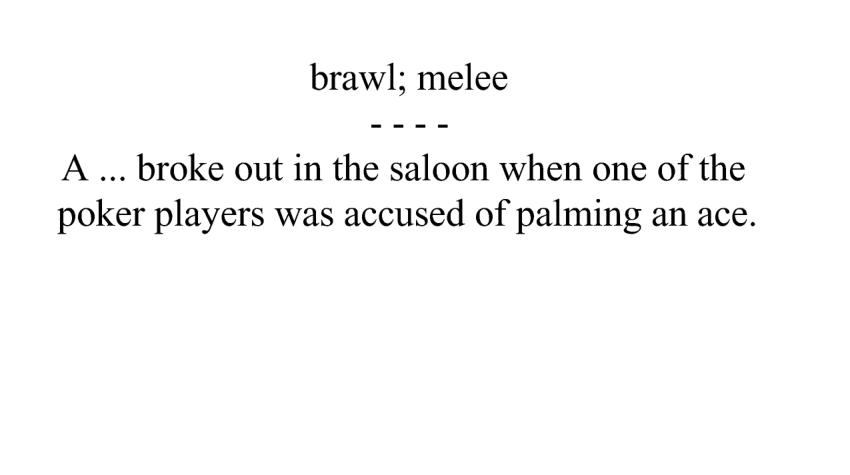 brawl; melee
- - - -
A ... broke out in the saloon when one of the
poker players was accused of palming an ace.